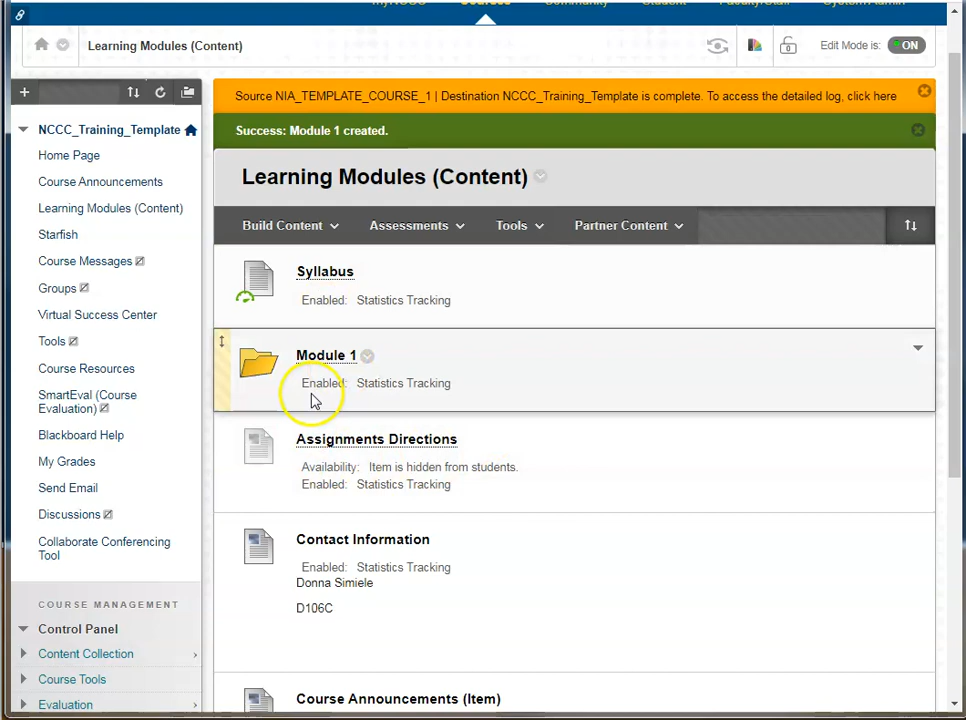 myNCCC Courses Community Student Faculty/Staff System Admin
Learning Modules (Content)
Edit Mode is: ON
Source NIA_TEMPLATE_COURSE_1 | Destination NCCC_Training_Template is complete. To access the detailed log, click here
Success: Module 1 created.
NCCC_Training_Template
Home Page
Course Announcements
Learning Modules (Content)
Starfish
Course Messages
Groups
Virtual Success Center
Tools
Course Resources
SmartEval (Course
Evaluation)
Blackboard Help
My Grades
Send Email
Discussions
Collaborate Conferencing
Tool
COURSE MANAGEMENT
Control Panel
Content Collection
Course Tools
Evaluation
Learning Modules (Content)
Build Content Assessments Tools Partner Content
Syllabus
Enabled: Statistics Tracking
Module 1
Enabled: Statistics Tracking
Assignments Directions
Availability: Item is hidden from students.
Enabled: Statistics Tracking
Contact Information
Enabled: Statistics Tracking
Donna Simiele
D106C
Course Announcements (Item)